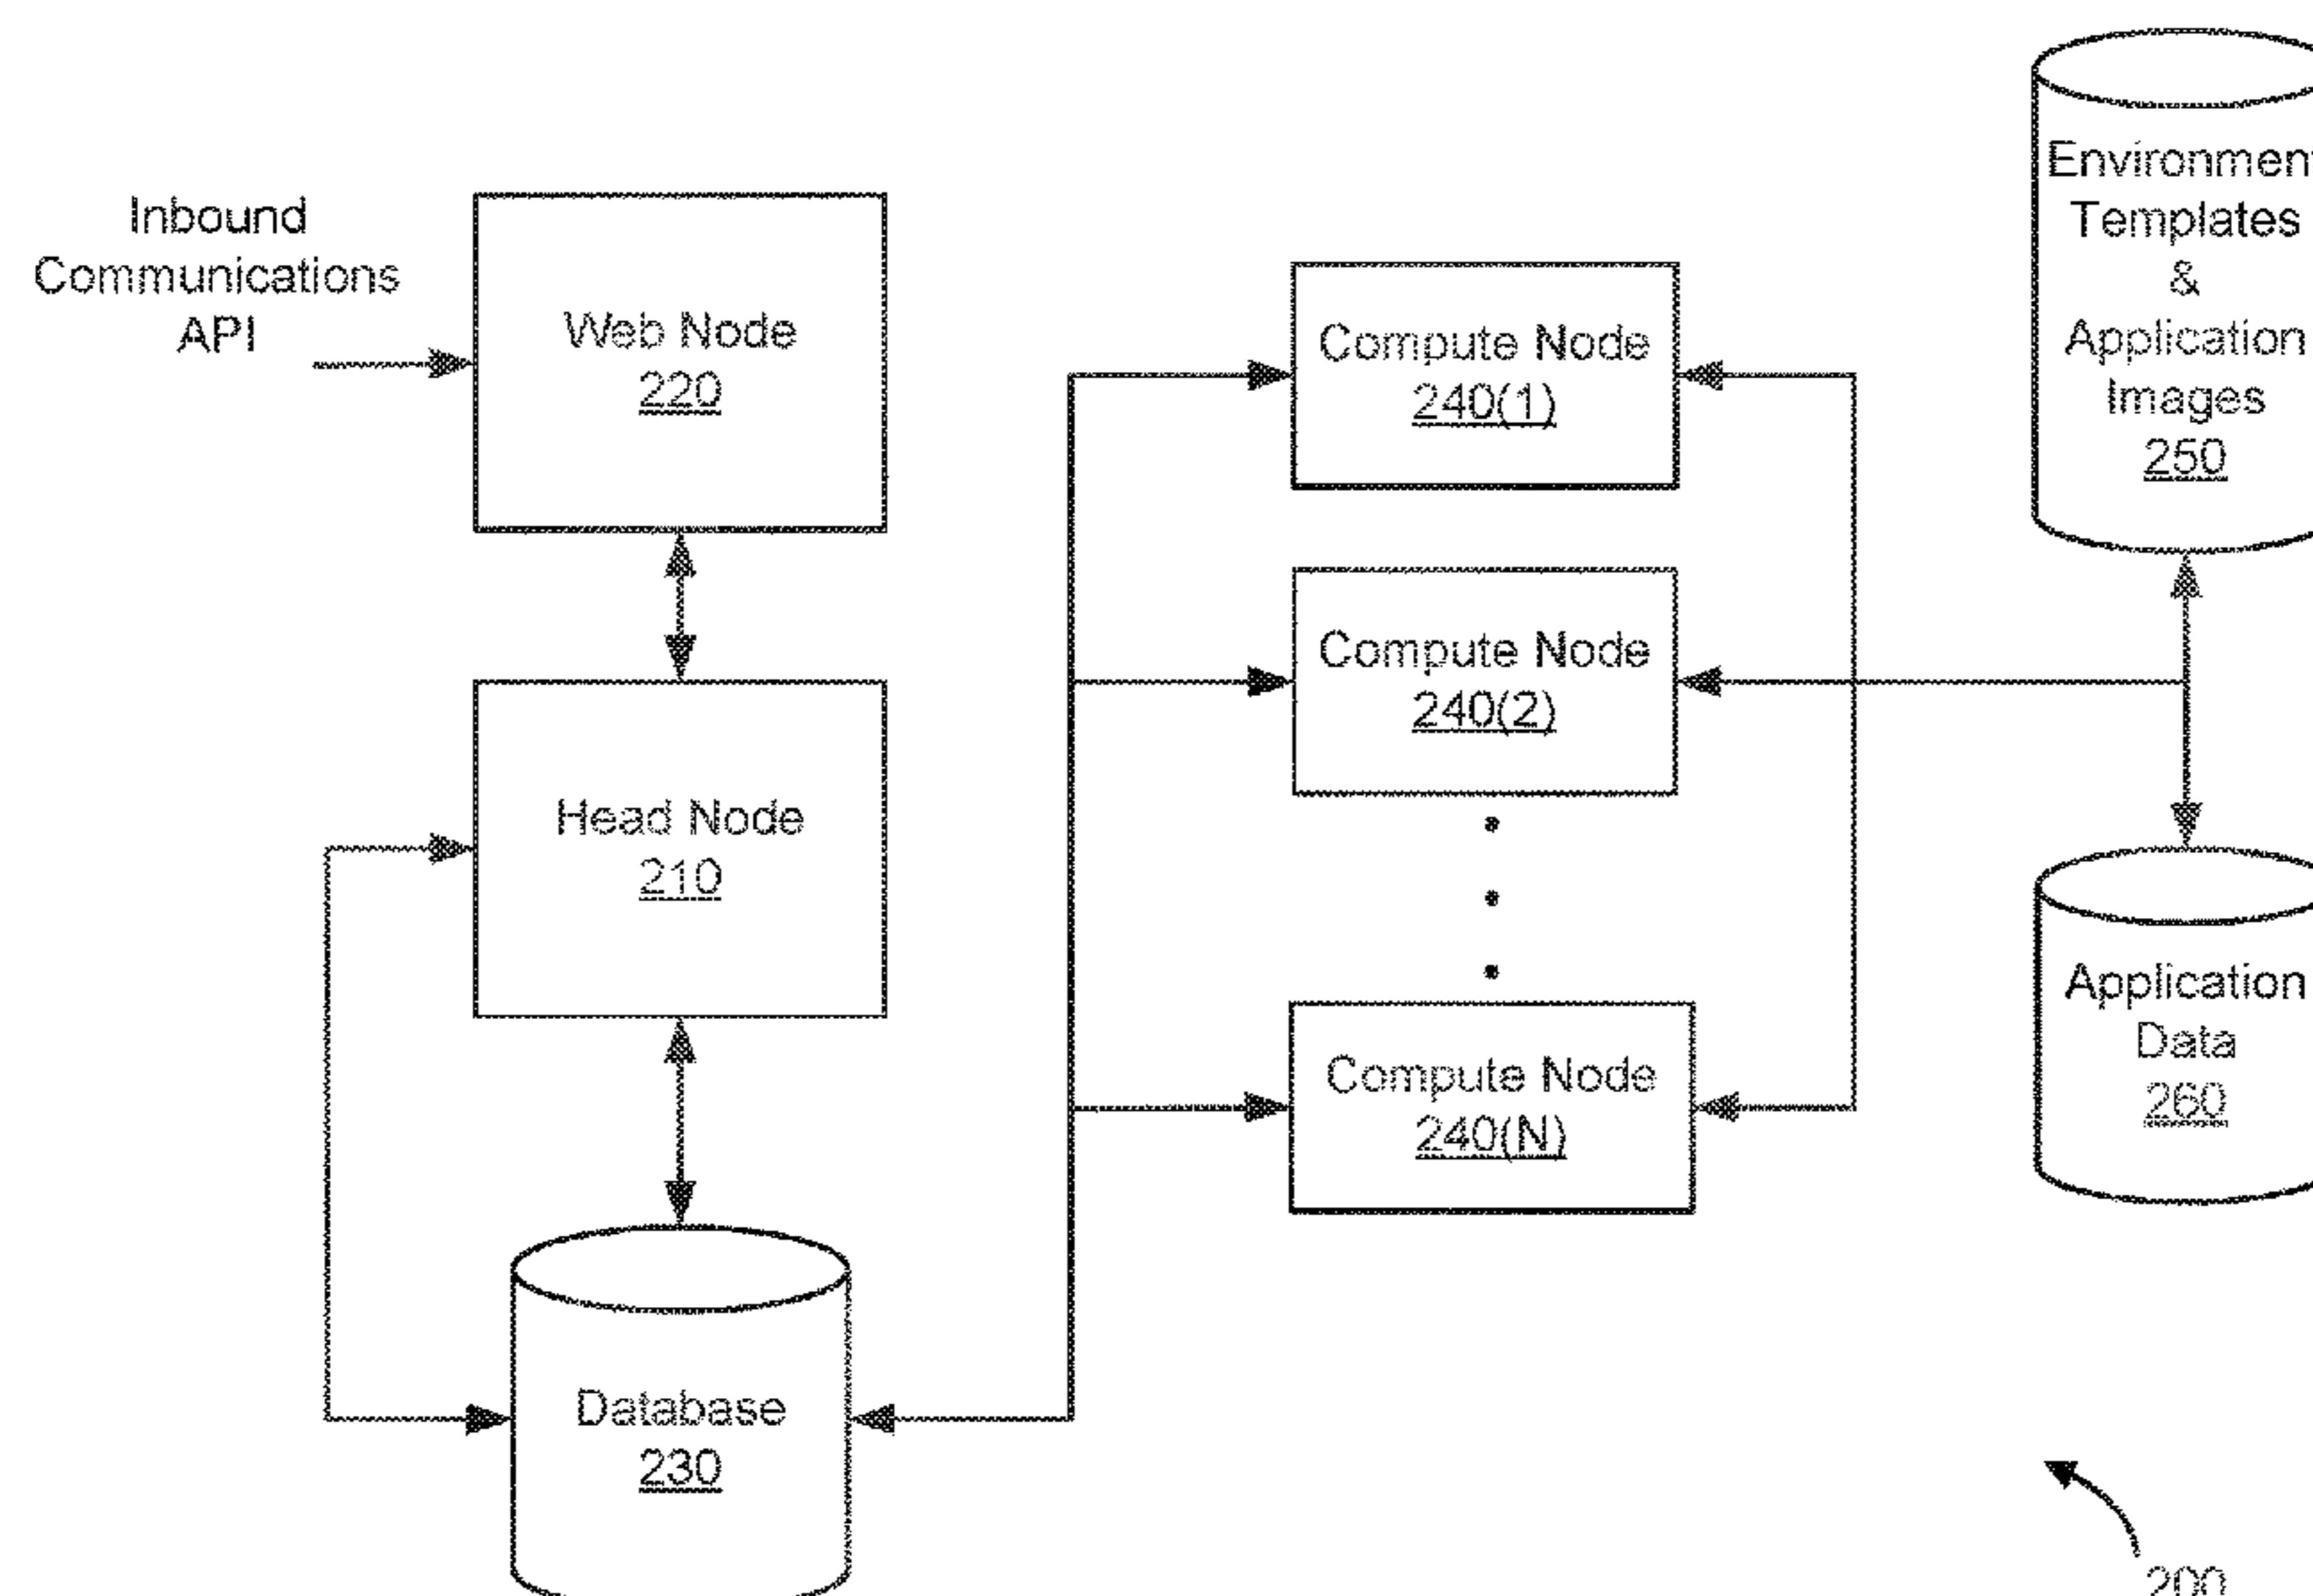 Inbound
Communications
API
Web Node
220
Head Node
210
Database
230
Compute Node
240(1)
Compute Node
240(2)
Compute Node
240(N)
Environment
Templates
&
Application
Images
250
Application
Data
260
200